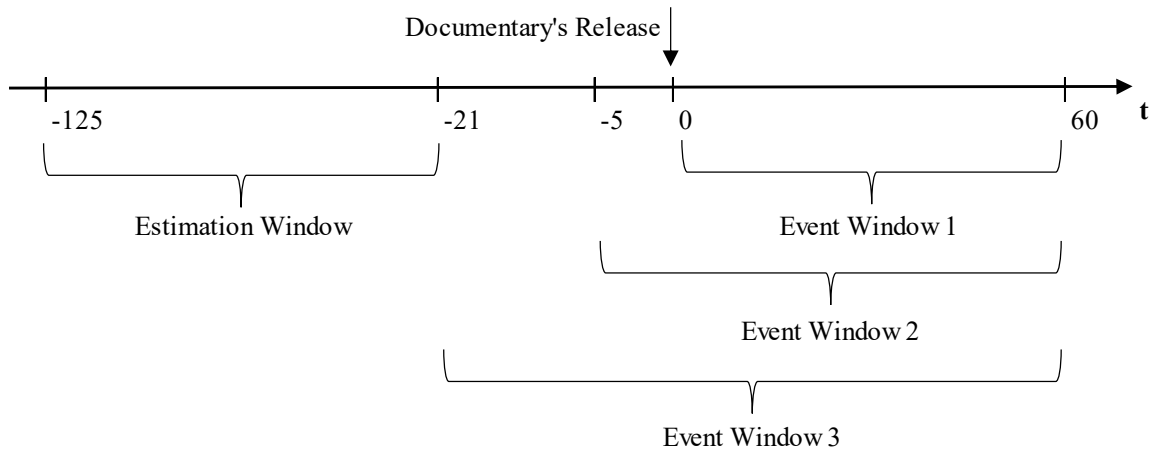 Documentary's Release
-125 -21 -5 0 60 t
Estimation Window
Event Window 1
Event Window 2
Event Window 3